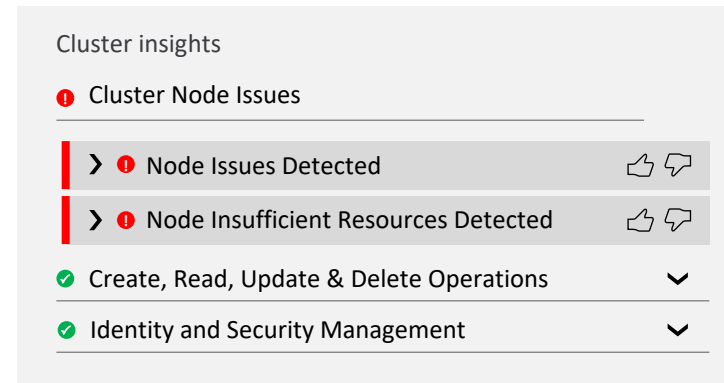 Cluster insights
Cluster Node Issues
Node Issues Detected
Node Insufficient Resources Detected
Create, Read, Update & Delete Operations
Identity and Security Management